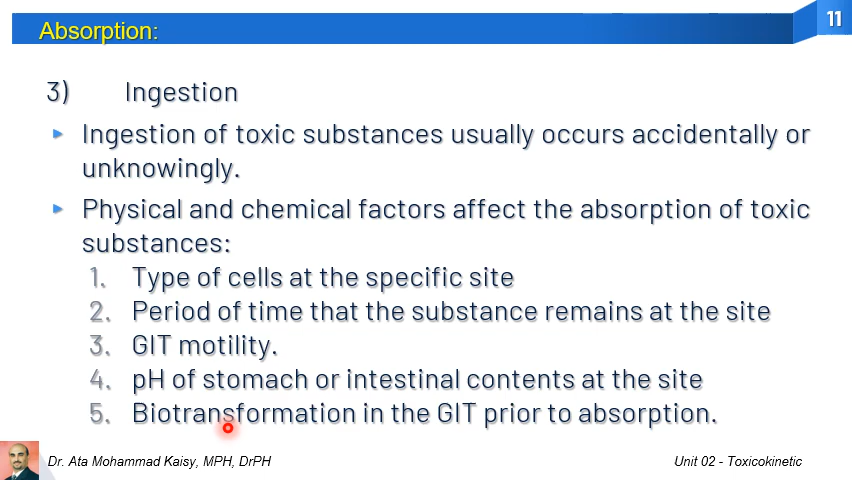 Absorption:
11
3) Ingestion
Ingestion of toxic substances usually occurs accidentally or
unknowingly.
Physical and chemical factors affect the absorption of toxic
substances:
1. Type of cells at the specific site
2. Period of time that the substance remains at the site
3. GIT motility.
4. pH of stomach or intestinal contents at the site
5. Biotransformation in the GIT prior to absorption.
Dr. Ata Mohammad Kaisy, MPH, DrPH
Unit 02 - Toxicokinetic